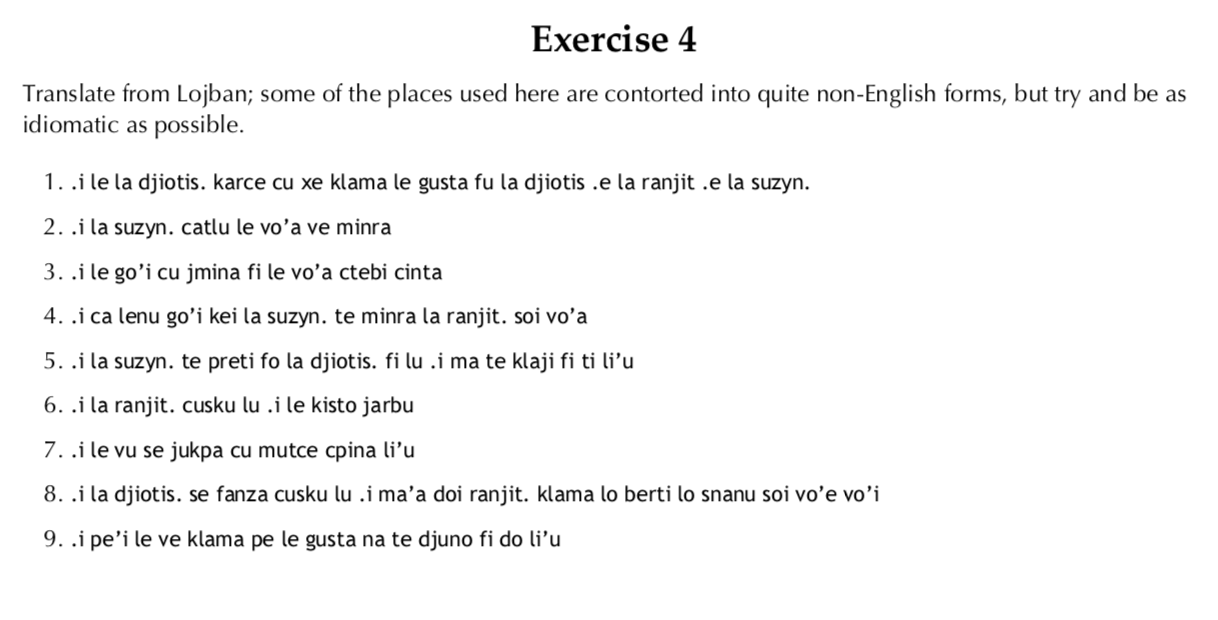 Exercise 4
Translate from Lojban; some of the places used here are contorted into quite non-English forms, but try and be as
idiomatic as possible.
1. .i le la djiotis. karce cu xe klama le gusta fu la djiotis .e la ranjit .e la suzyn.
2. .i la suzyn. catlu le vo’a ve minra
3. .i le go’i cu jmina fi le vo’a ctebi cinta
4. .i ca lenu go’i kei la suzyn. te minra la ranjit. soi vo’a
5. .i la suzyn. te preti fo la djiotis. fi lu .i ma te klaji fi ti li’u
6. .i la ranjit. cusku lu .i le kisto jarbu
7. .i le vu se jukpa cu mutce cpina li’u
8. .i la djiotis. se fanza cusku lu .i ma’a doi ranjit. klama lo berti lo snanu soi vo’e vo’i
9. .i pe’i le ve klama pe le gusta na te djuno fi do li’u